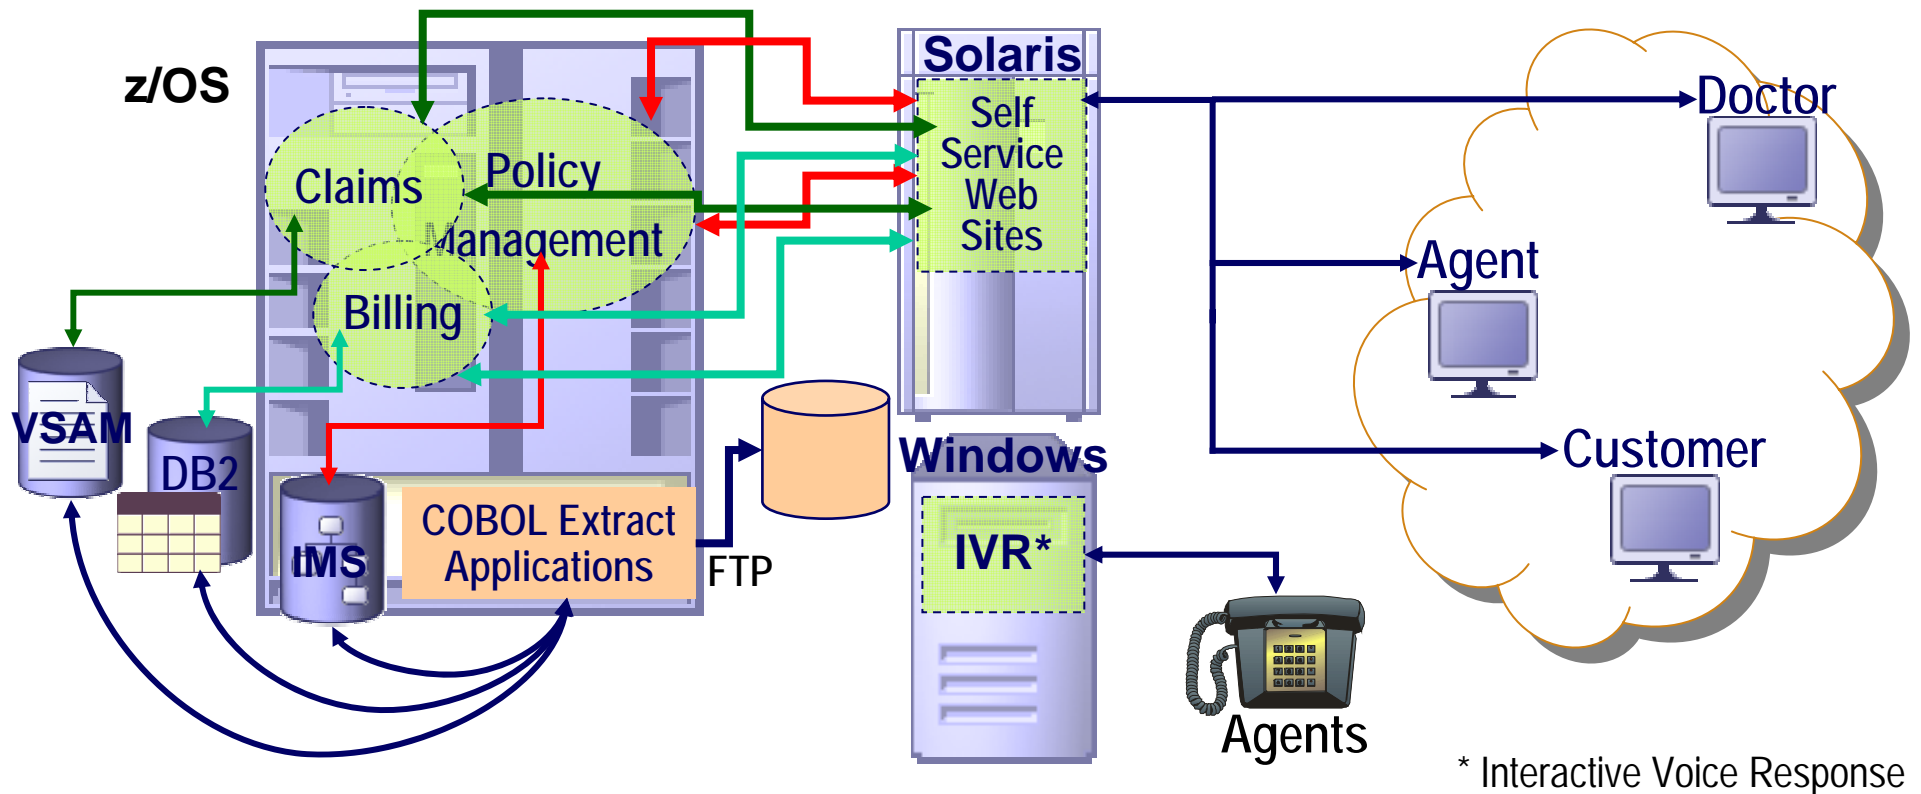 z/OS
Claims
Policy
Management
Billing
VSAM
DB2
IMS
COBOL Extract
Applications
FTP
Solaris
Self
Service
Web
Sites
Windows
IVR*
Doctor
Agent
Customer
Agents
* Interactive Voice Response